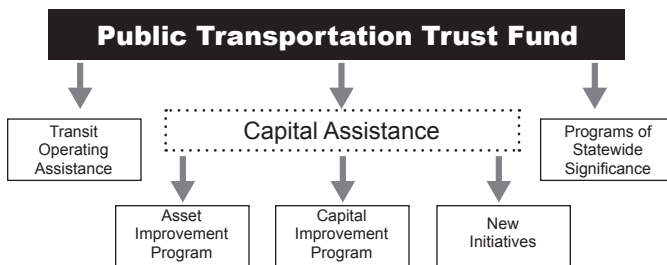 Public Transportation Trust Fund
Transit
Operating
Assistance
Capital Assistance
Programs of
Statewide
Significance
Asset
Improvement
Program
Capital
Improvement
Program
New
Initiatives